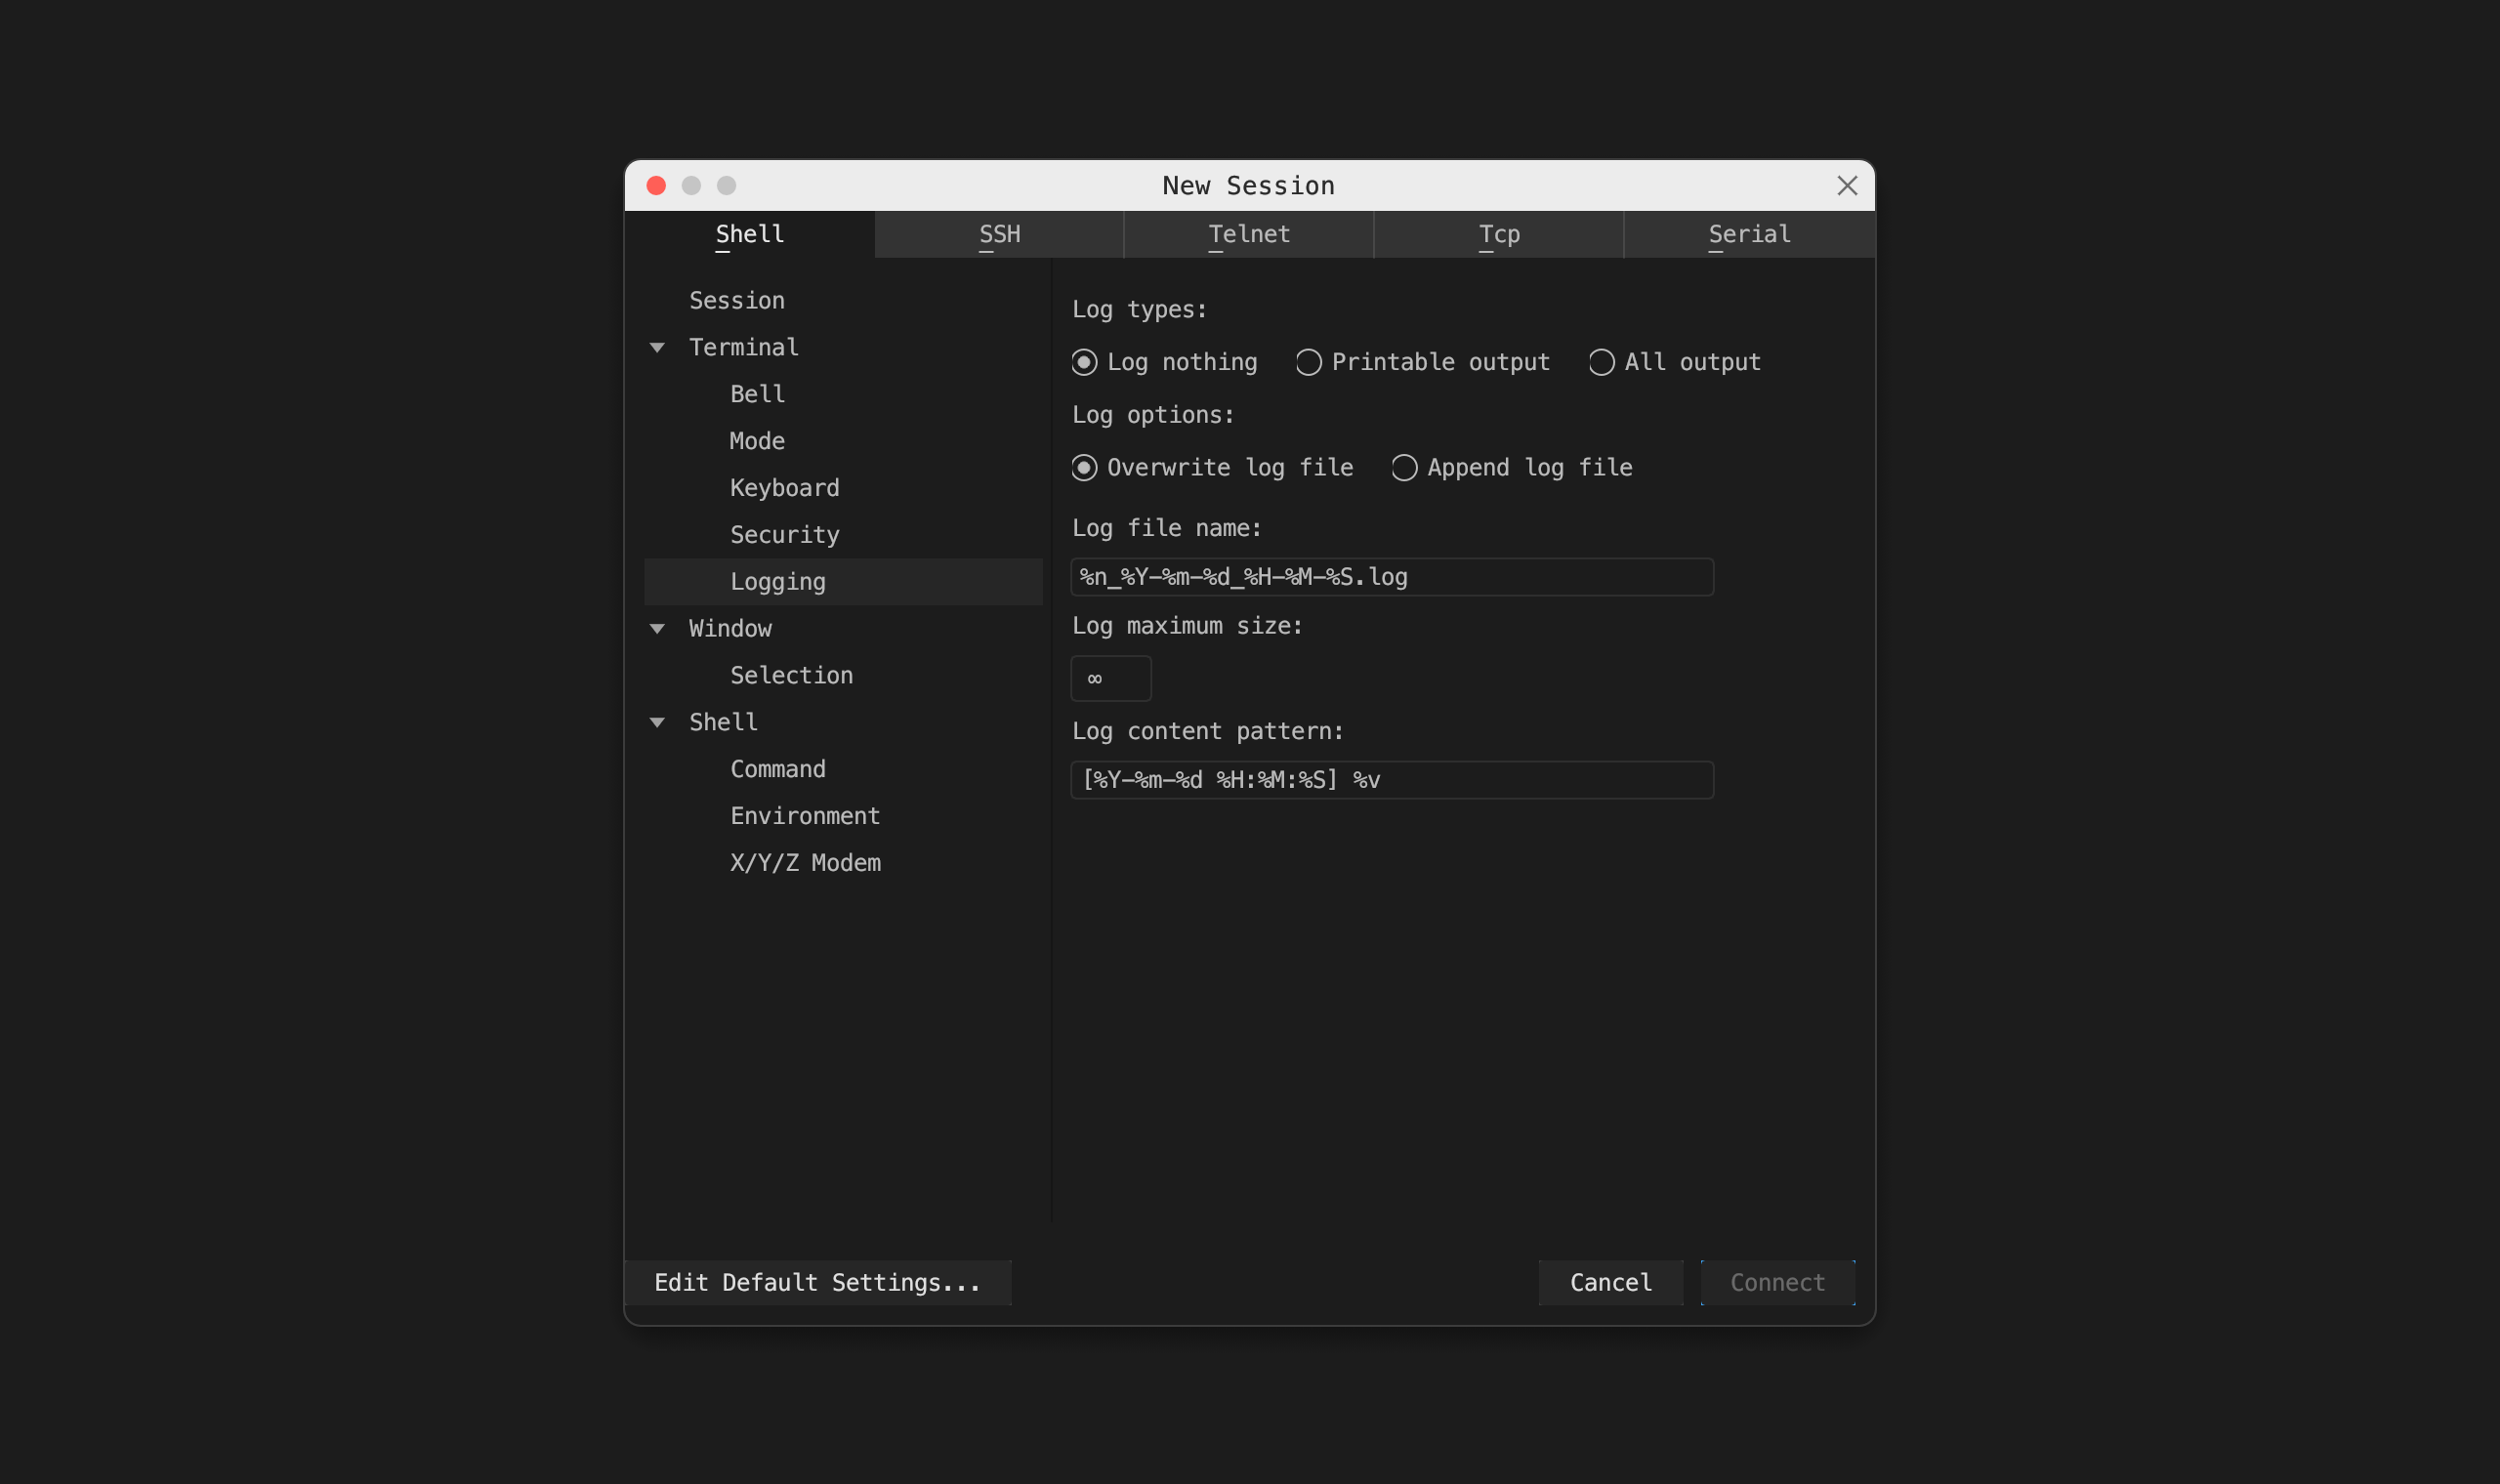 New Session
Shell SSH Telnet Tcp Serial
Session
Terminal
Bell
Mode
Keyboard
Security
Logging
Window
Selection
Shell
Command
Environment
X/Y/Z Modem
Log types:
Log nothing Printable output All output
Log options:
Overwrite log file Append log file
Log file name:
%n_%Y-%m-%d_%H-%M-%S.log
Log maximum size:
∞
Log content pattern:
[%Y-%m-%d %H:%M:%S] %v
Edit Default Settings... Cancel Connect